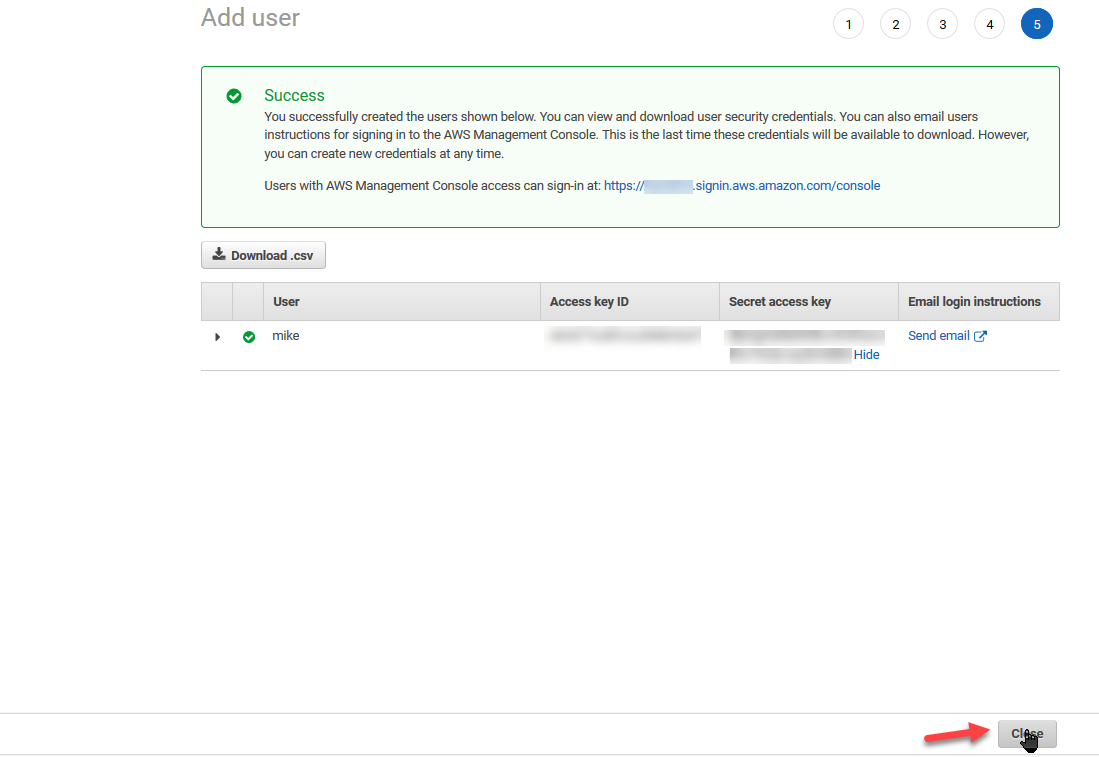 Add user
1 2 3 4 5
Success
You successfully created the users shown below. You can view and download user security credentials. You can also email users
instructions for signing in to the AWS Management Console. This is the last time these credentials will be available to download. However,
you can create new credentials at any time.
Users with AWS Management Console access can sign-in at: https:// .signin.aws.amazon.com/console
Download .csv
User Access key ID Secret access key Email login instructions
mike Send email
Hide
Close